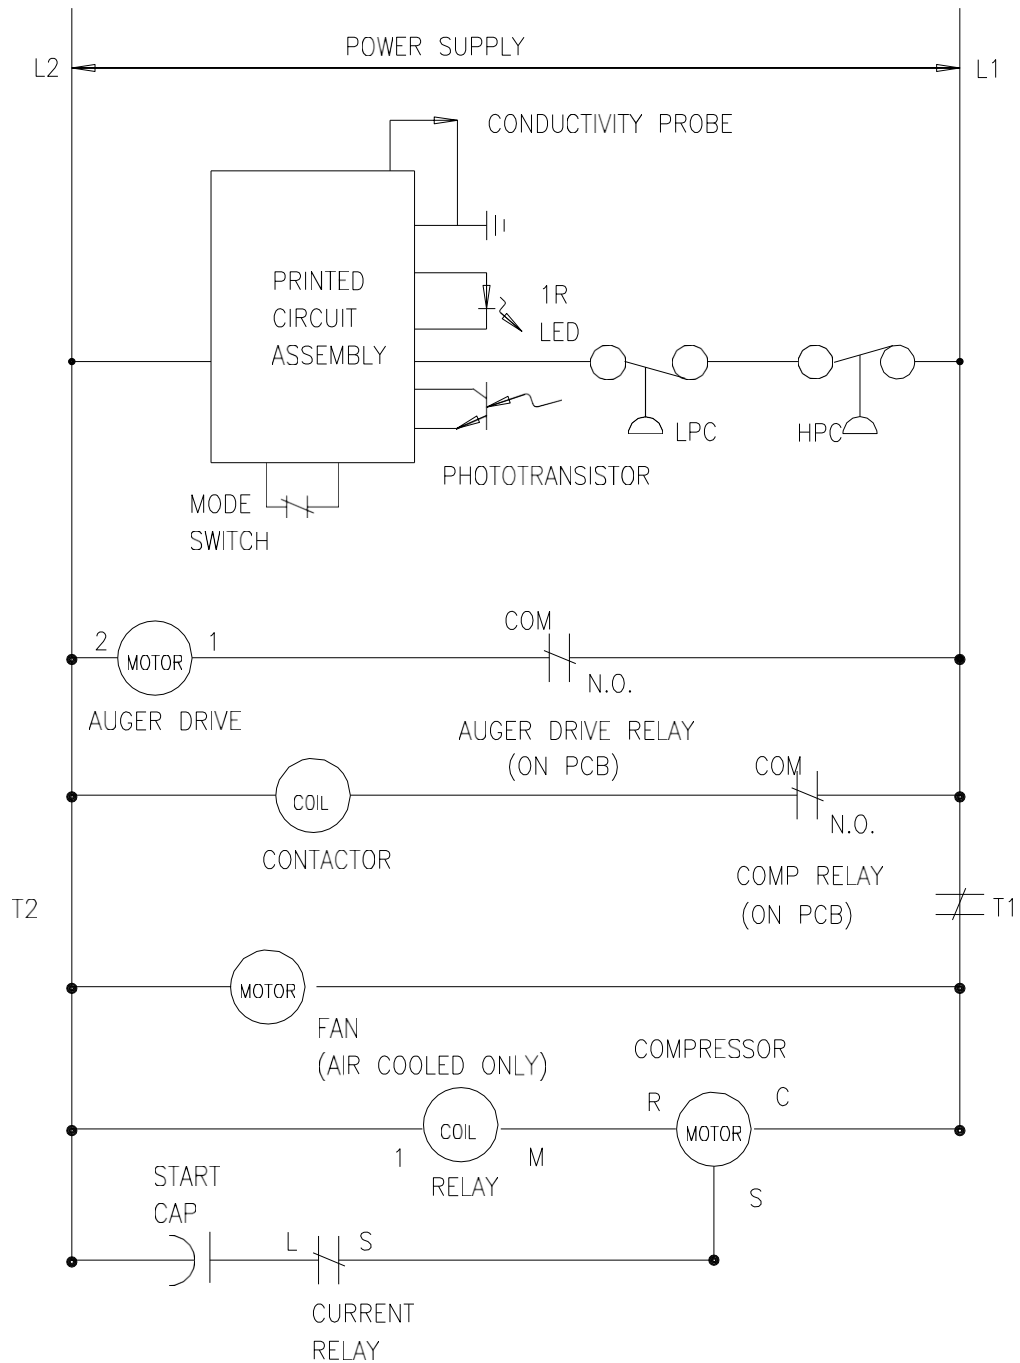 POWER SUPPLY
L2
L1
CONDUCTIVITY PROBE
PRINTED
CIRCUIT
ASSEMBLY
1R
LED
LPC
HPC
PHOTOTRANSISTOR
MODE
SWITCH
COM
2
MOTOR
1
N.O.
AUGER DRIVE
AUGER DRIVE RELAY
(ON PCB)
COM
COIL
N.O.
CONTACTOR
COMP RELAY
(ON PCB)
T2
T1
MOTOR
FAN
(AIR COOLED ONLY)
COMPRESSOR
R
C
COIL
MOTOR
1
M
RELAY
START
CAP
S
L
S
CURRENT
RELAY